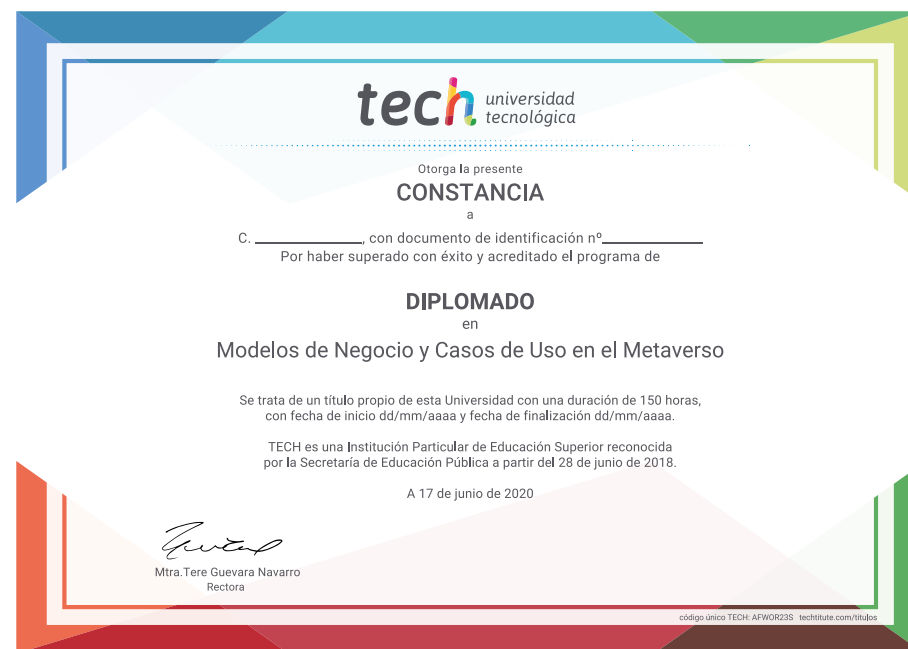 tech universidad
tecnológica
Otorga la presente
CONSTANCIA
a
C. ____________, con documento de identificación nº____________
Por haber superado con éxito y acreditado el programa de
DIPLOMADO
en
Modelos de Negocio y Casos de Uso en el Metaverso
Se trata de un título propio de esta Universidad con una duración de 150 horas,
con fecha de inicio dd/mm/aaaa y fecha de finalización dd/mm/aaaa.
TECH es una Institución Particular de Educación Superior reconocida
por la Secretaría de Educación Pública a partir del 28 de junio de 2018.
A 17 de junio de 2020
Mtra.Tere Guevara Navarro
Rectora
código único TECH: AFWOR23S techtitute.com/titulos